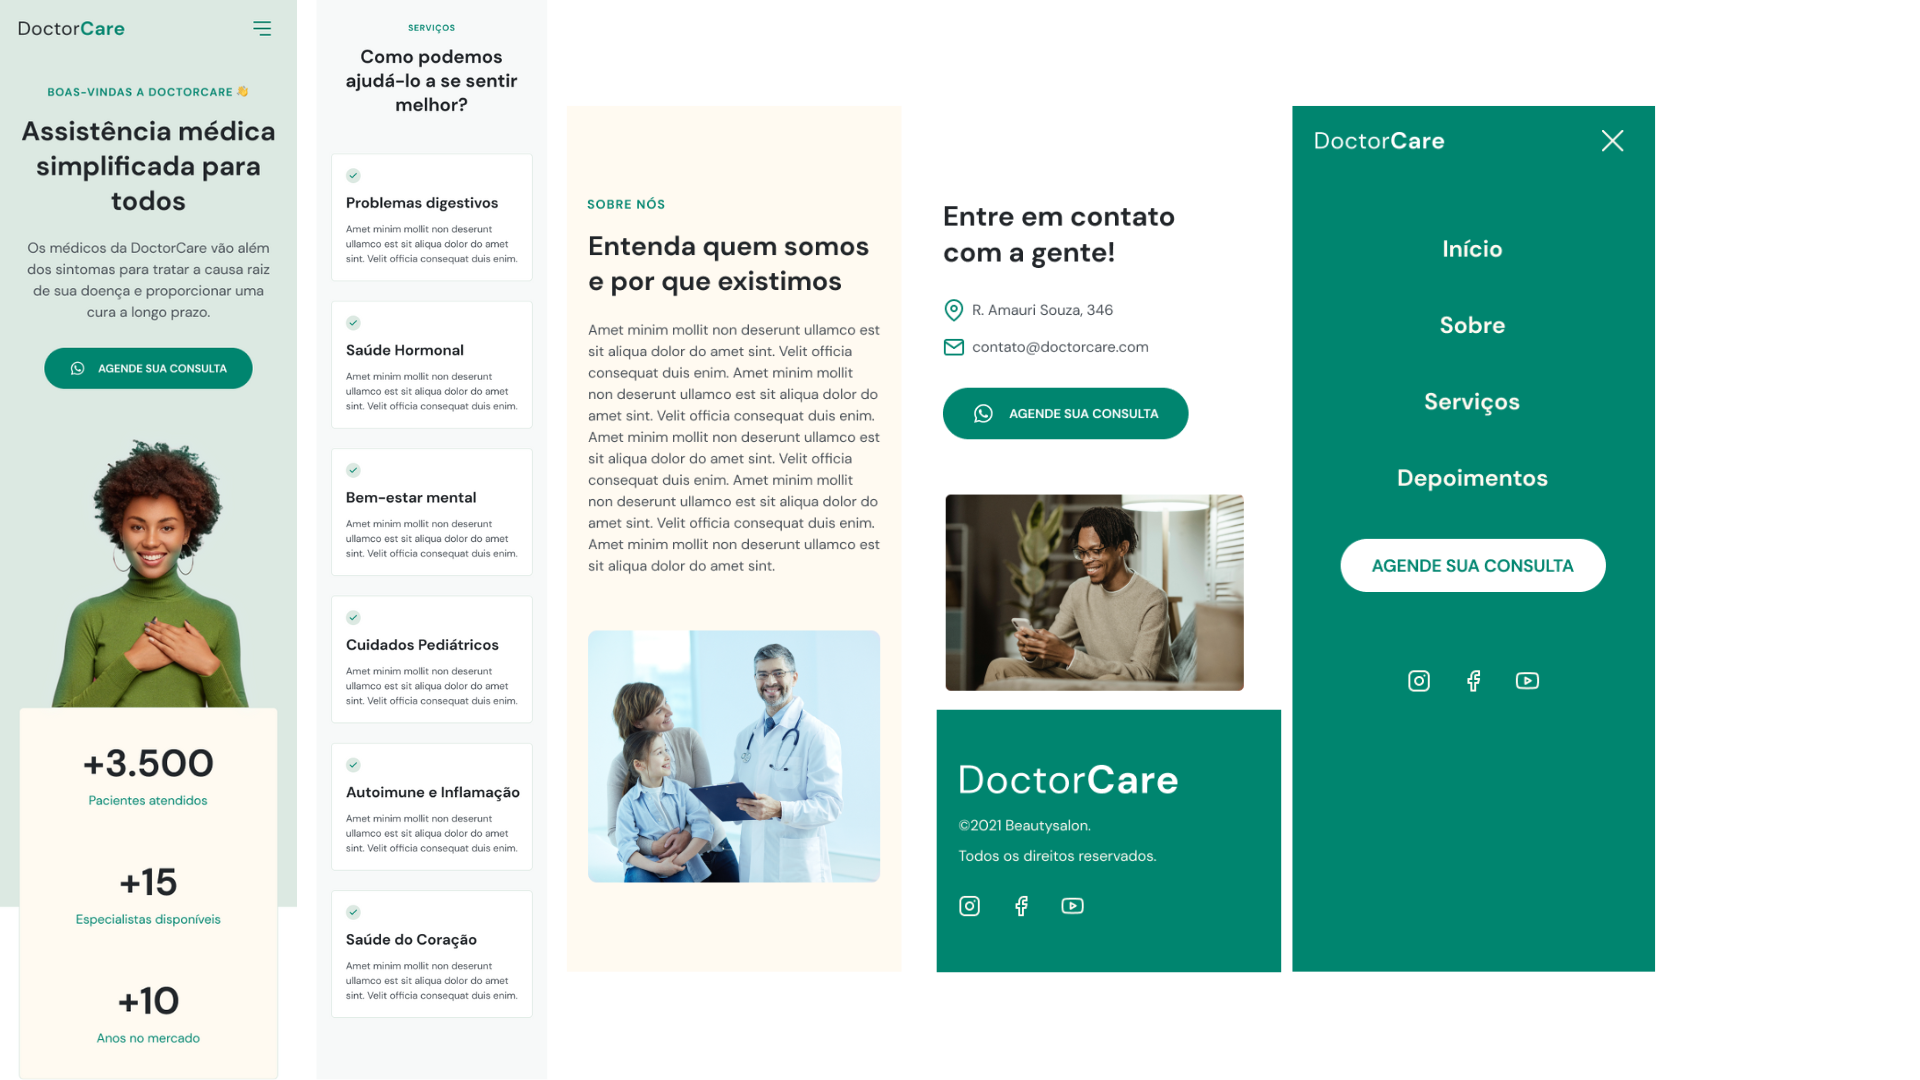 DoctorCare
BOAS-VINDAS A DOCTORCARE 👋
Assistência médica
simplificada para
todos
Os médicos da DoctorCare vão além
dos sintomas para tratar a causa raiz
de sua doença e proporcionar uma
cura a longo prazo.
AGENDE SUA CONSULTA
+3.500
Pacientes atendidos
+15
Especialistas disponíveis
+10
Anos no mercado
SERVIÇOS
Como podemos
ajudá-lo a se sentir
melhor?
Problemas digestivos
Amet minim mollit non deserunt
ullamco est sit aliqua dolor do amet
sint. Velit officia consequat duis enim.
Saúde Hormonal
Amet minim mollit non deserunt
ullamco est sit aliqua dolor do amet
sint. Velit officia consequat duis enim.
Bem-estar mental
Amet minim mollit non deserunt
ullamco est sit aliqua dolor do amet
sint. Velit officia consequat duis enim.
Cuidados Pediátricos
Amet minim mollit non deserunt
ullamco est sit aliqua dolor do amet
sint. Velit officia consequat duis enim.
Autoimune e Inflamação
Amet minim mollit non deserunt
ullamco est sit aliqua dolor do amet
sint. Velit officia consequat duis enim.
Saúde do Coração
Amet minim mollit non deserunt
ullamco est sit aliqua dolor do amet
sint. Velit officia consequat duis enim.
SOBRE NÓS
Entenda quem somos
e por que existimos
Amet minim mollit non deserunt ullamco est
sit aliqua dolor do amet sint. Velit officia
consequat duis enim. Amet minim mollit
non deserunt ullamco est sit aliqua dolor do
amet sint. Velit officia consequat duis enim.
Amet minim mollit non deserunt ullamco est
sit aliqua dolor do amet sint. Velit officia
consequat duis enim. Amet minim mollit
non deserunt ullamco est sit aliqua dolor do
amet sint. Velit officia consequat duis enim.
Amet minim mollit non deserunt ullamco est
sit aliqua dolor do amet sint.
Entre em contato
com a gente!
R. Amauri Souza, 346
contato@doctorcare.com
AGENDE SUA CONSULTA
DoctorCare
©2021 Beautysalon.
Todos os direitos reservados.
DoctorCare
Início
Sobre
Serviços
Depoimentos
AGENDE SUA CONSULTA